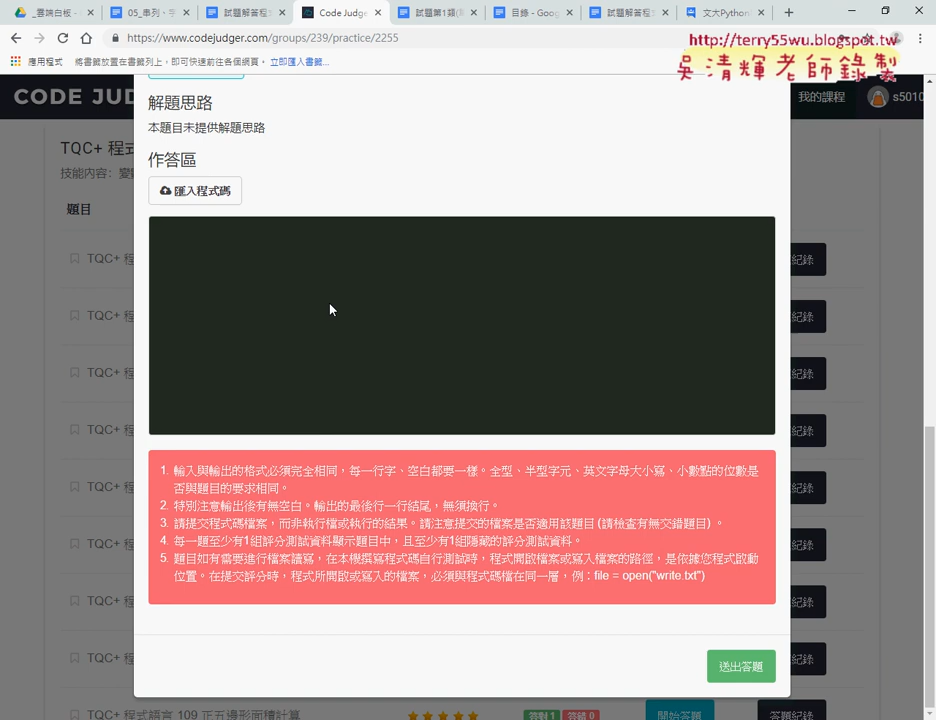 _雲端白板 -
05_串列、字
試題解答程
Code Judge
試題第1類(
目錄 - Goo
試題解答程
文大Python
https://www.codejudger.com/groups/239/practice/2255
http://terry55wu.blogspot.tw
吳清輝老師錄製
應用程式
將書籤放置在書籤列上，即可快速前往各個網頁。
立即匯入書籤...
CODE JUD
我的課程
s5010
解題思路
本題目未提供解題思路
作答區
匯入程式碼
TQC+ 程式
技能內容：變
題目
TQC+ 程
紀錄
TQC+ 程
紀錄
TQC+ 程
紀錄
TQC+ 程
紀錄
TQC+ 程
紀錄
TQC+ 程
紀錄
TQC+ 程
紀錄
TQC+ 程
紀錄
1. 輸入與輸出的格式必須完全相同，每一行字、空白都要一樣。全型、半型字元、英文字母大小寫、小數點的位數是
否與題目的要求相同。
2. 特別注意輸出後有無空白。輸出的最後行一行結尾，無須換行。
3. 請提交程式碼檔案，而非執行檔或執行的結果。請注意提交的檔案是否適用該題目 (請檢查有無交錯題目) 。
4. 每一題至少有1組評分測試資料顯示題目中，且至少有1組隱藏的評分測試資料。
5. 題目如有需要進行檔案讀寫，在本機撰寫程式碼自行測試時，程式開啟檔案或寫入檔案的路徑，是依據您程式啟動
位置。在提交評分時，程式所開啟或寫入的檔案，必須與程式碼檔在同一層，例：file = open("write.txt")
送出答題
TQC+ 程式語言 109 正五邊形面積計算
答對 1
答錯 0
開始答題
答題紀錄